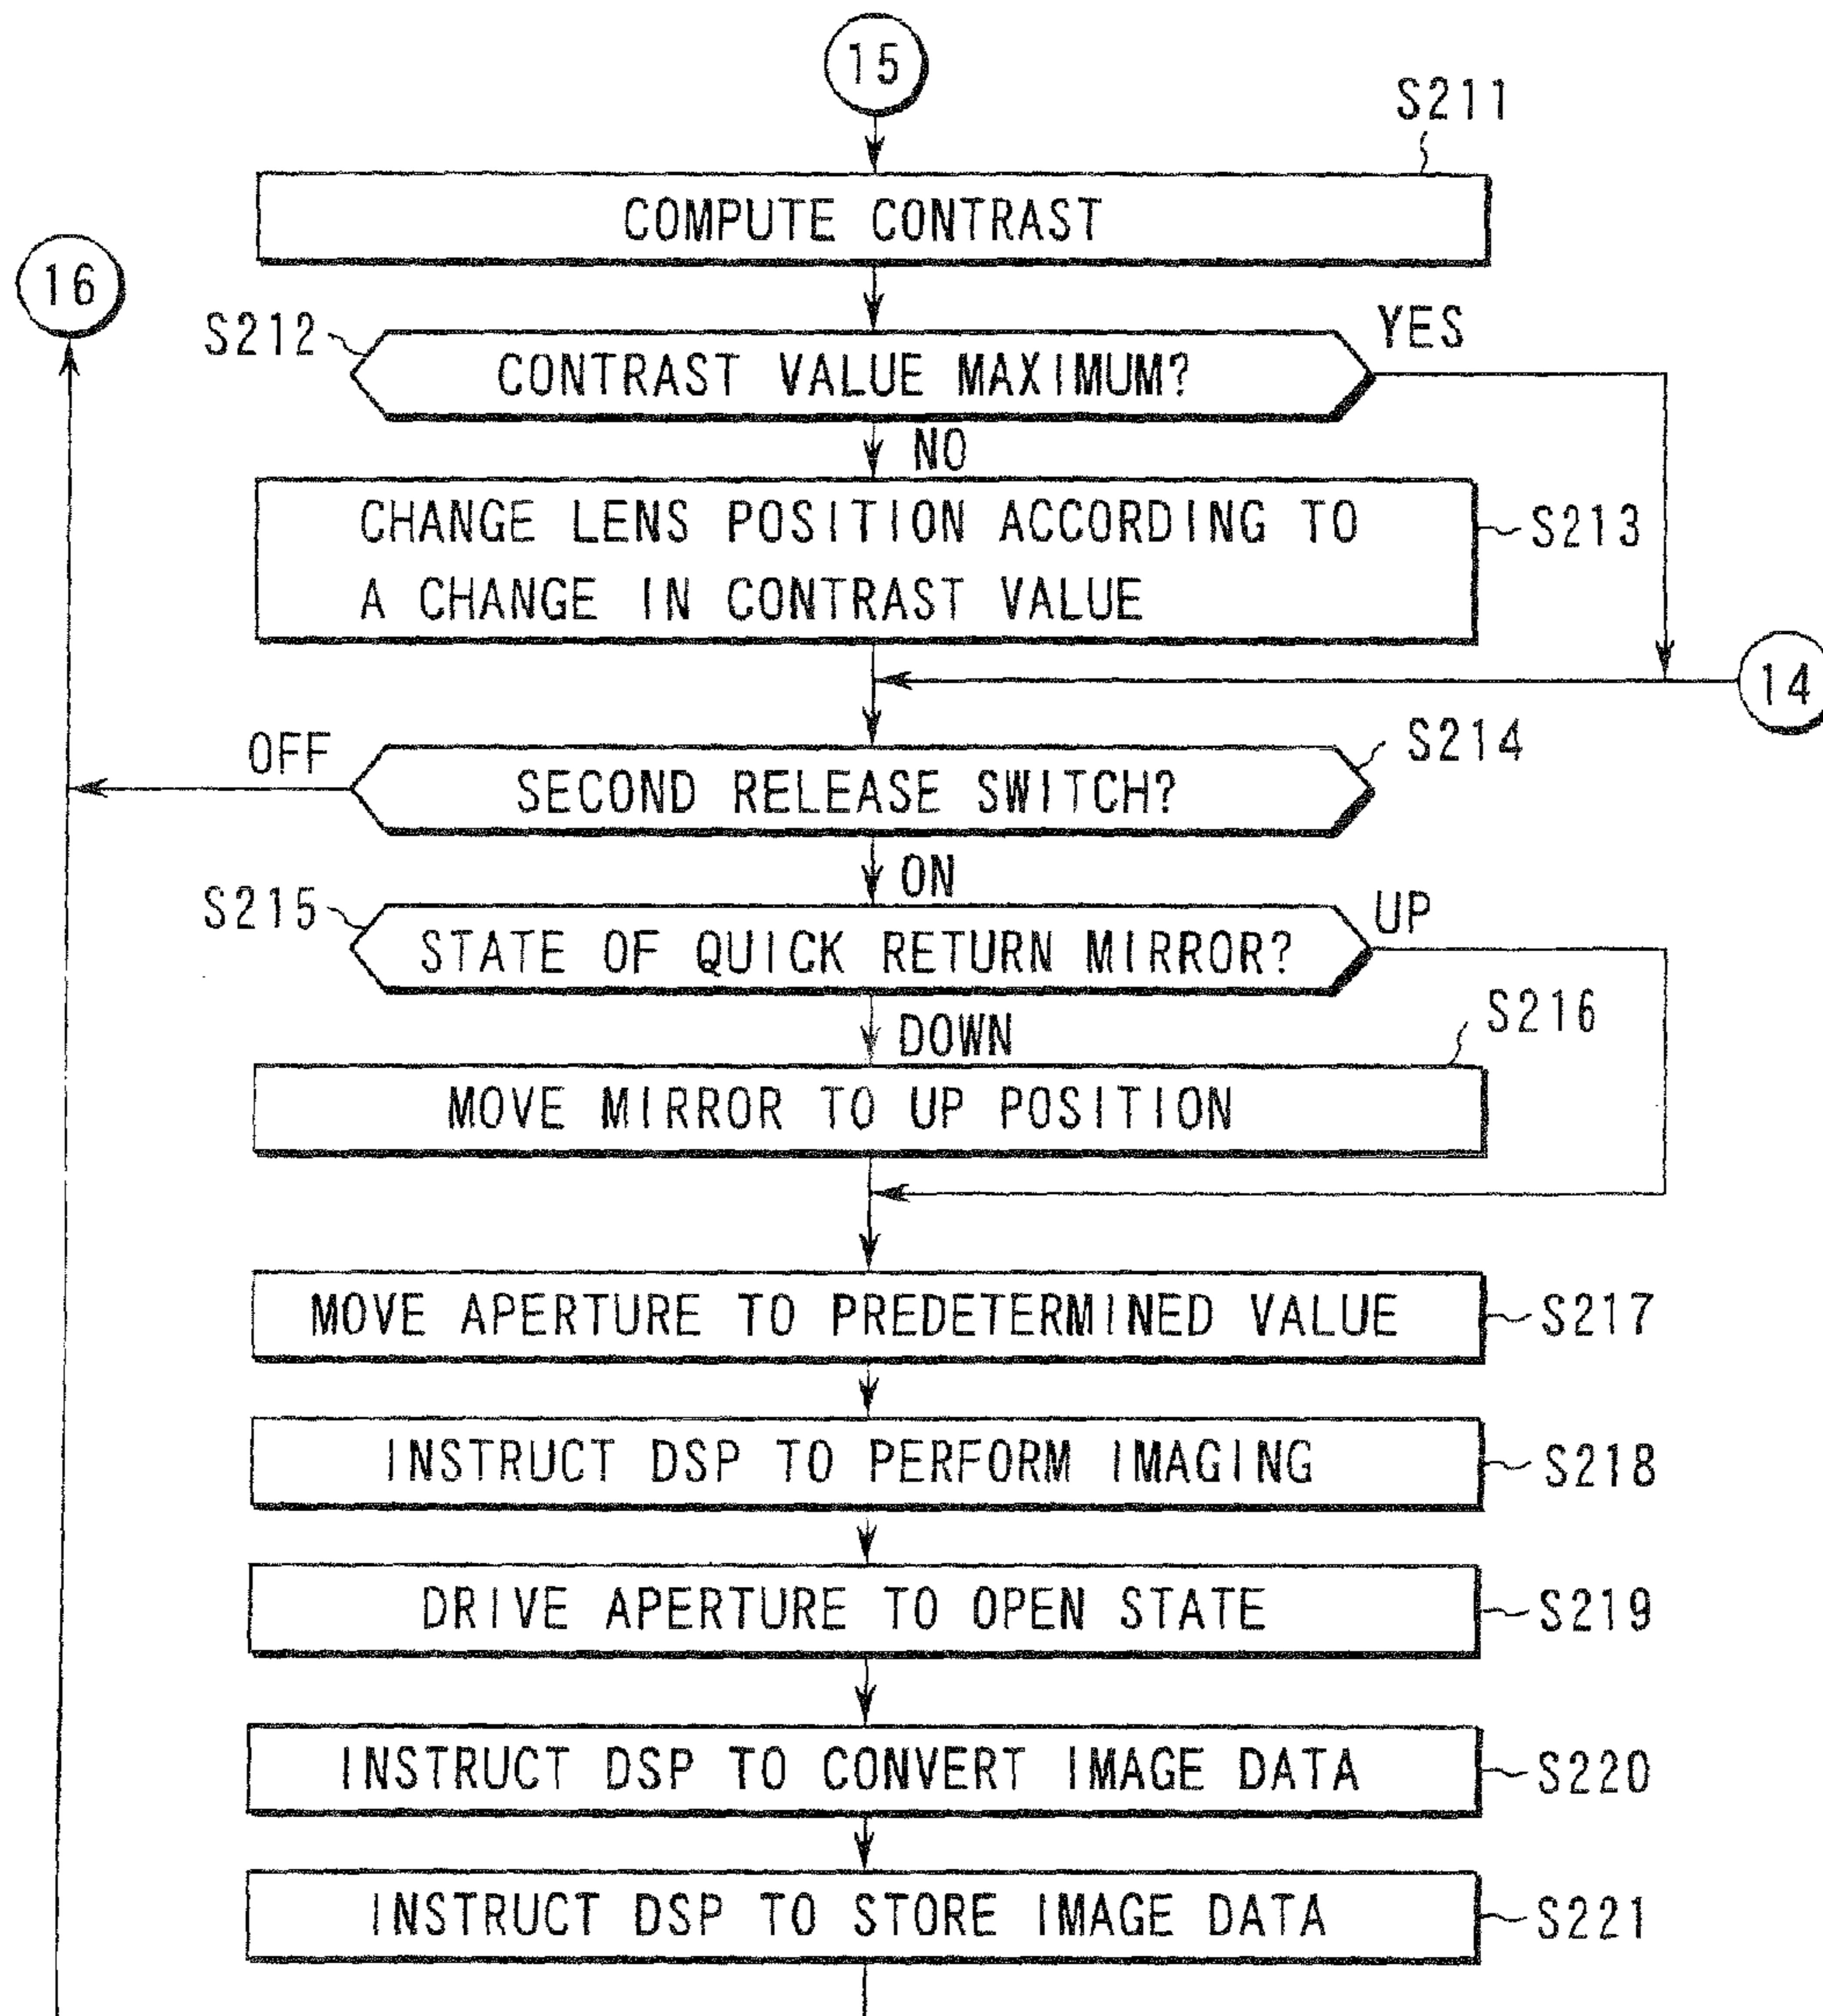 15
S211
COMPUTE CONTRAST
16
S212
CONTRAST VALUE MAXIMUM?
YES
NO
CHANGE LENS POSITION ACCORDING TO
A CHANGE IN CONTRAST VALUE
S213
14
OFF
SECOND RELEASE SWITCH?
S214
ON
S215
STATE OF QUICK RETURN MIRROR?
UP
DOWN
S216
MOVE MIRROR TO UP POSITION
MOVE APERTURE TO PREDETERMINED VALUE
S217
INSTRUCT DSP TO PERFORM IMAGING
S218
DRIVE APERTURE TO OPEN STATE
S219
INSTRUCT DSP TO CONVERT IMAGE DATA
S220
INSTRUCT DSP TO STORE IMAGE DATA
S221